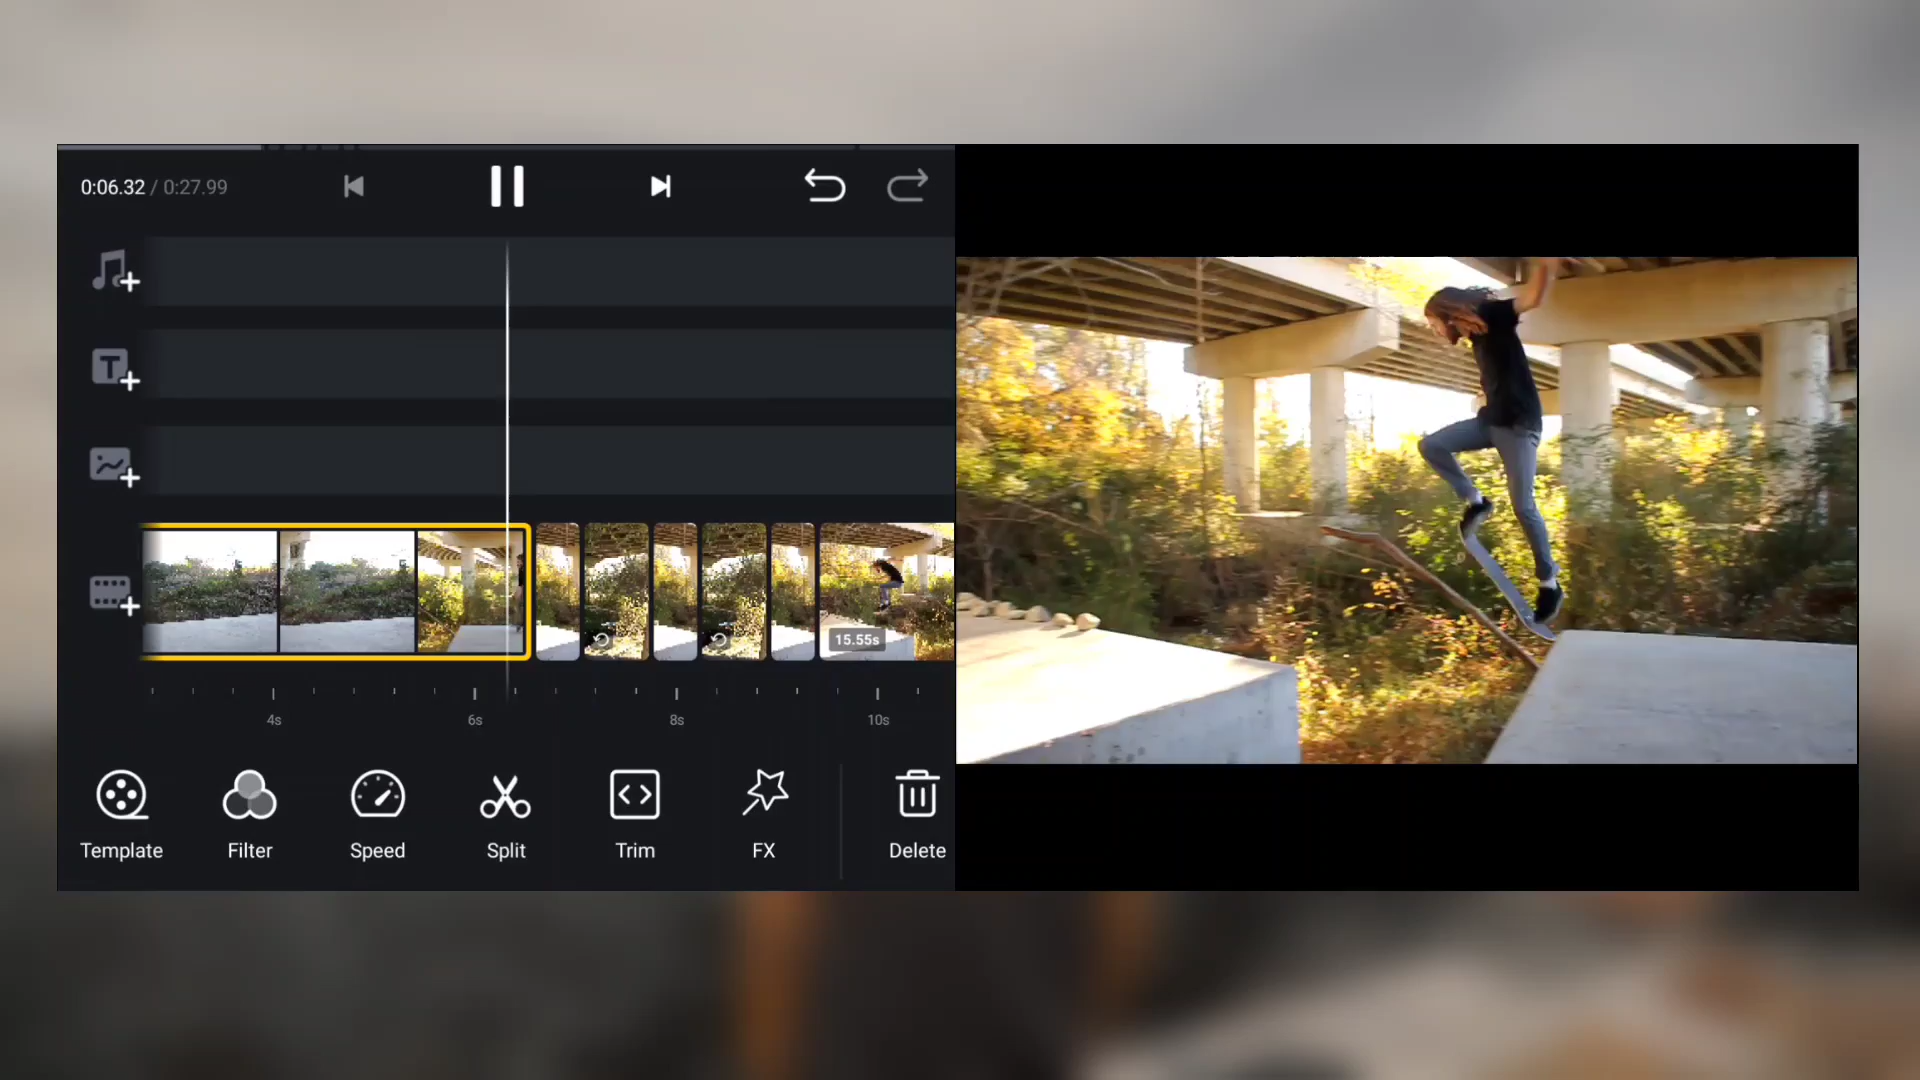 0:06.32 / 0:27.99
T
15.55s
4s 6s 8s 10s
Template Filter Speed Split Trim FX Delete